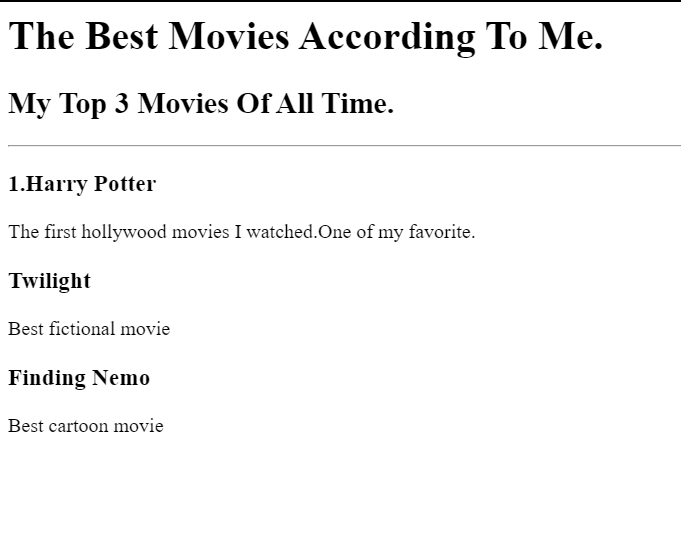 The Best Movies According To Me.
My Top 3 Movies Of All Time.
1.Harry Potter
The first hollywood movies I watched.One of my favorite.
Twilight
Best fictional movie
Finding Nemo
Best cartoon movie